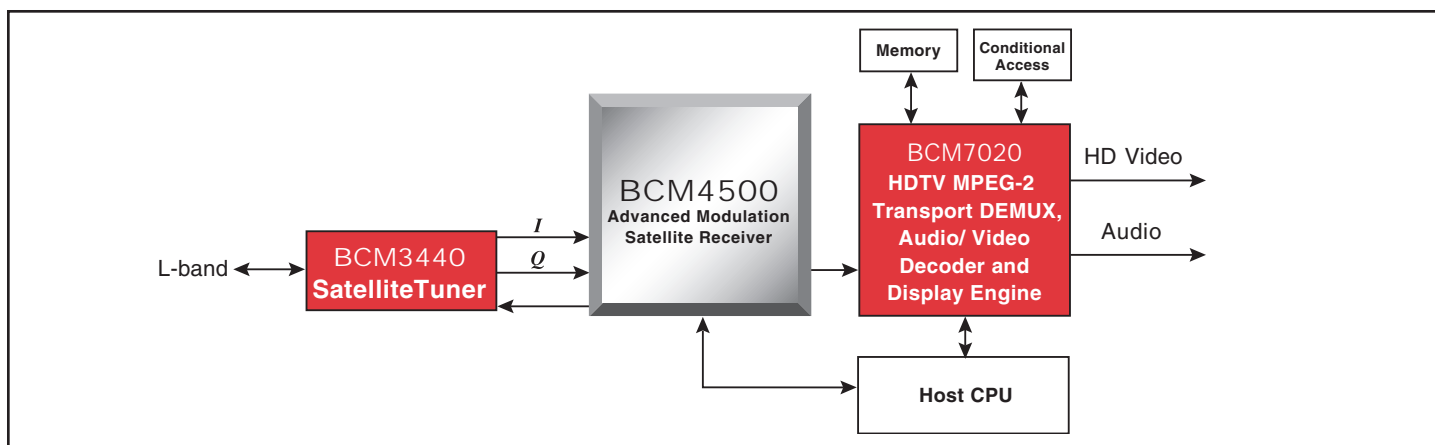 Memory
Conditional
Access
L-band
BCM3440
SatelliteTuner
I
Q
BCM4500
Advanced Modulation
Satellite Receiver
BCM7020
HDTV MPEG-2
Transport DEMUX,
Audio/ Video
Decoder and
Display Engine
HD Video
Audio
Host CPU